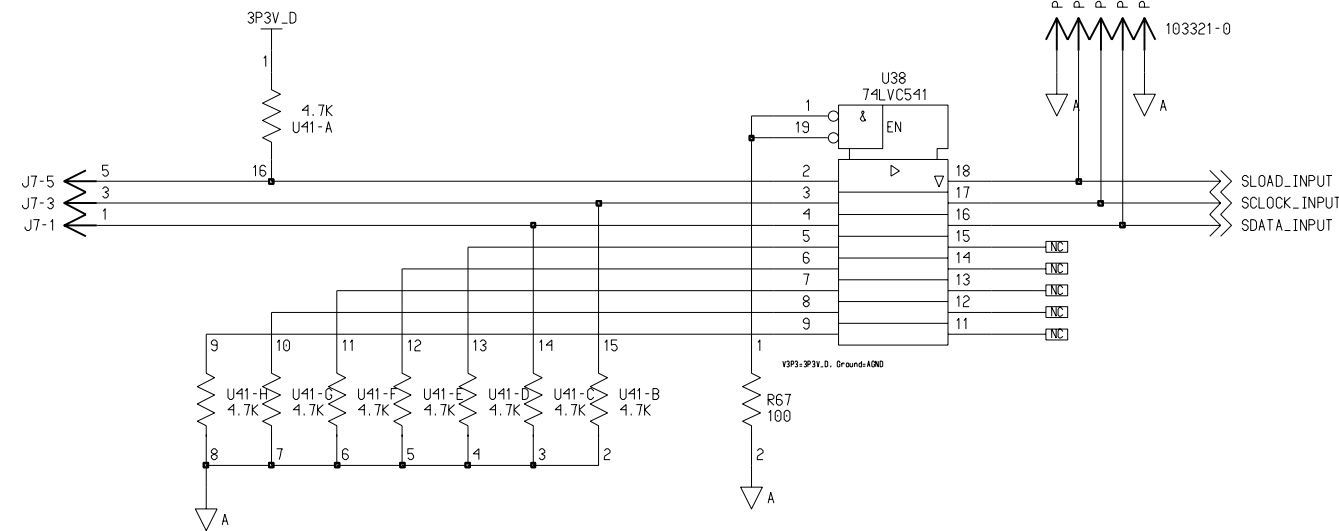 3P3V_D
P P P P P
103321-0
1
U38
74LVC541
4.7K
U41-A
1
&
EN
A
A
19
16
J7-5
5
2
18
SLOAD_INPUT
J7-3
3
3
17
SCLOCK_INPUT
J7-1
1
4
16
SDATA_INPUT
5
15
NC
6
14
NC
7
13
NC
8
12
NC
9
11
NC
9
10
11
12
13
14
15
1
V3P3=3P3V_D, Ground=AGND
U41-H
4.7K
U41-G
4.7K
U41-F
4.7K
U41-E
4.7K
U41-D
4.7K
U41-C
4.7K
U41-B
4.7K
R67
100
8
7
6
5
4
3
2
2
A
A